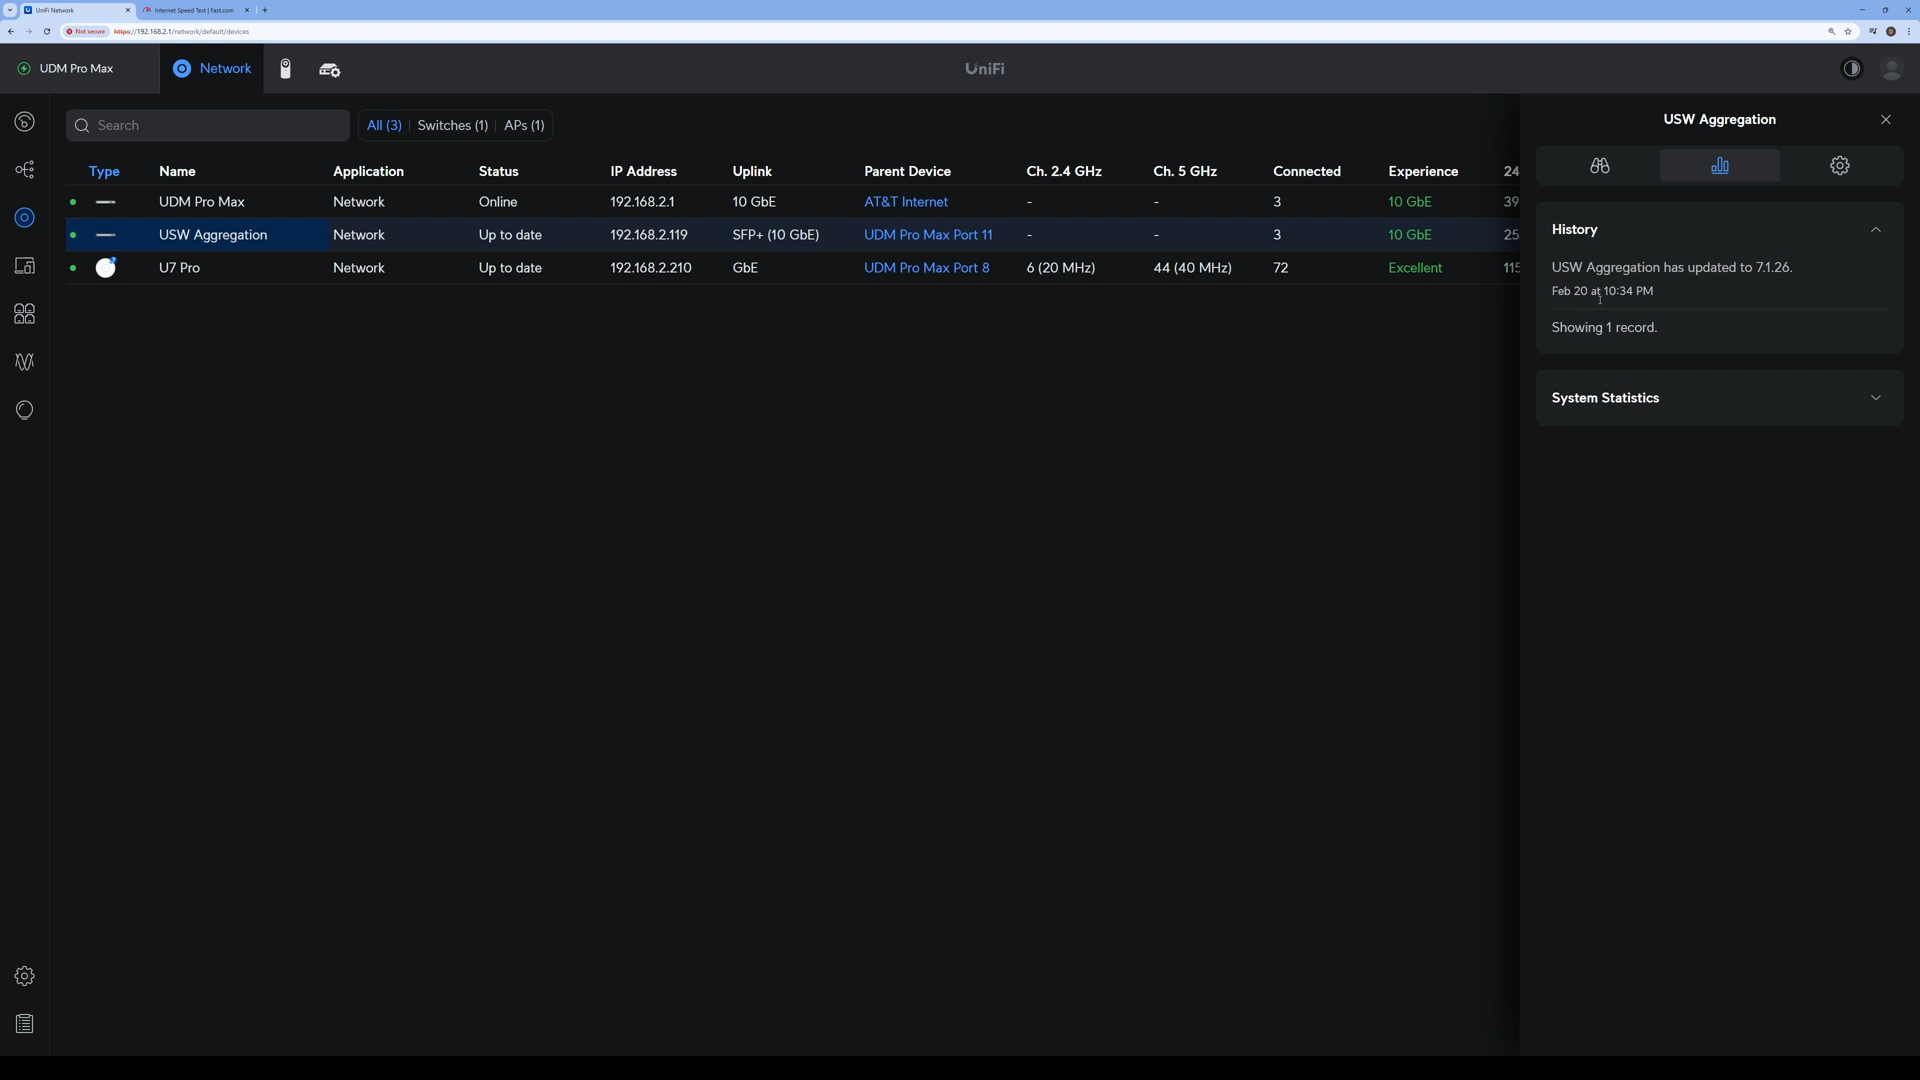 UniFi Network
Internet Speed Test | Fast.com
Not secure https://192.168.2.1/network/default/devices
UDM Pro Max
Network
UniFi
Search
All (3) | Switches (1) | APs (1)
Type Name Application Status IP Address Uplink Parent Device Ch. 2.4 GHz Ch. 5 GHz Connected Experience 24
UDM Pro Max Network Online 192.168.2.1 10 GbE AT&T Internet - - 3 10 GbE 39
USW Aggregation Network Up to date 192.168.2.119 SFP+ (10 GbE) UDM Pro Max Port 11 - - 3 10 GbE 25
U7 Pro Network Up to date 192.168.2.210 GbE UDM Pro Max Port 8 6 (20 MHz) 44 (40 MHz) 72 Excellent 115
USW Aggregation
History
USW Aggregation has updated to 7.1.26.
Feb 20 at 10:34 PM
Showing 1 record.
System Statistics